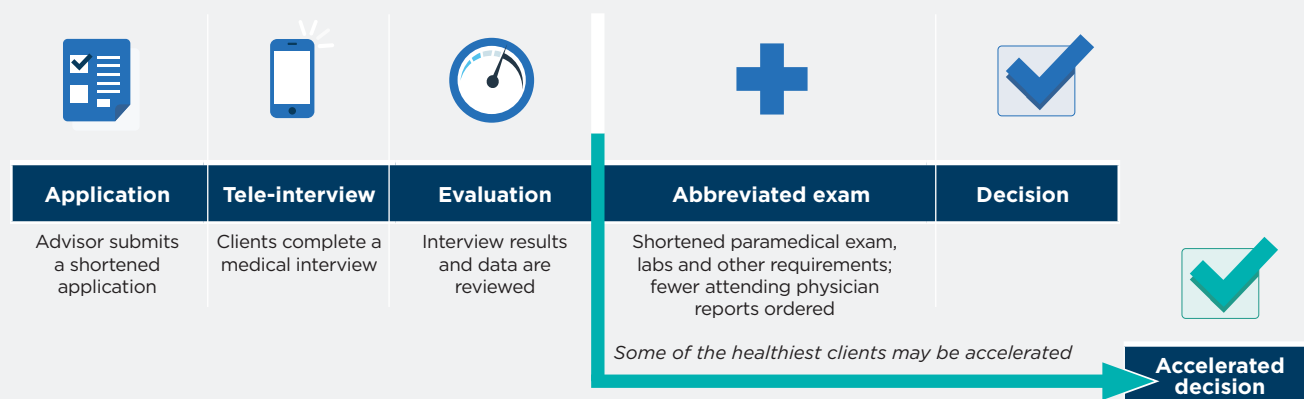 Application
Tele-interview
Evaluation
Abbreviated exam
Decision
Advisor submits
a shortened
application
Clients complete a
medical interview
Interview results
and data are
reviewed
Shortened paramedical exam,
labs and other requirements;
fewer attending physician
reports ordered
Some of the healthiest clients may be accelerated
Accelerated
decision